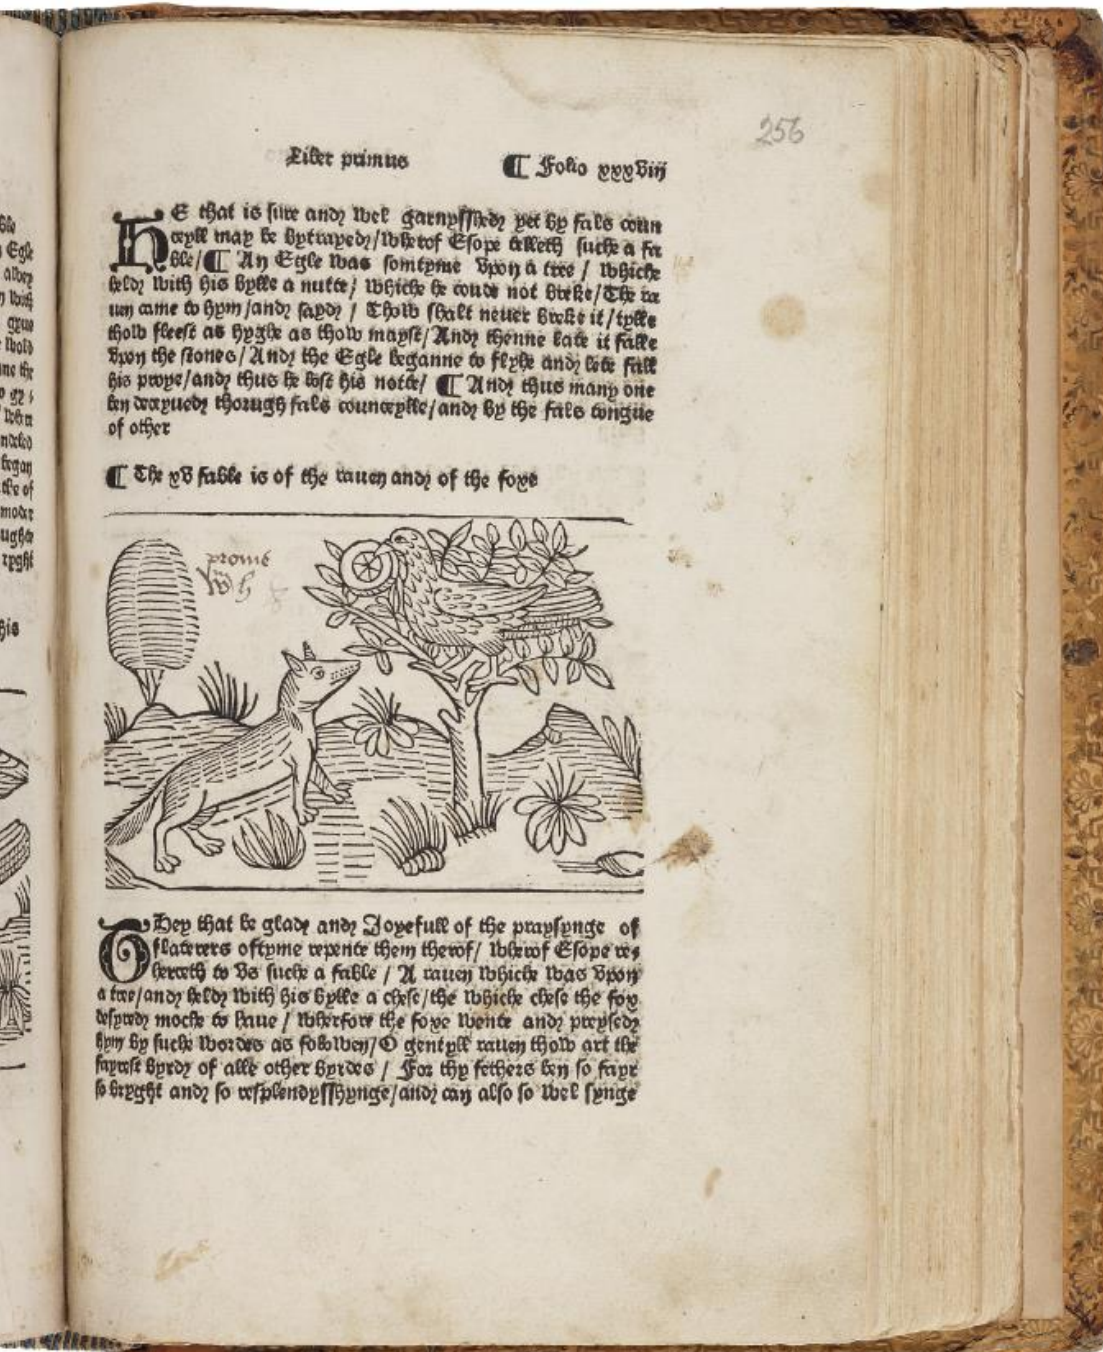 256
Liber primus ¶ Folio xxxviij
HE that is sure and wel garnysshed yet by fals coun
ceyll may be bytrayed/wherof Esope telleth suche a fa
ble/¶ An Egle was somtyme vpon a tree / whiche
held with his bylle a nutte/ whiche he coude not breke/The ra
uen came to hym/and sayd / Thow shalt neuer breke it/tylle
thow fleest as hyghe as thow mayst/And thenne late it falle
vpon the stones/And the Egle beganne to flyhe and lete fall
his proye/and thus he lost his notte/ ¶ And thus many one
ben deceyued thorugh fals counceylle/and by the fals tongue
of other
¶ The xv fable is of the rauen and of the foxe
prome
THey that be glad and Joyefull of the praysynge of
flaterers oftyme repente them therof/ wherof Esope re⸗
herceth to vs suche a fable / A rauen whiche was vpon
a tree/and held with his bylle a chese/the whiche chese the fox
desyred moche to haue / wherfore the foxe wente and preysed
hym by suche wordes as folowen/O gentyll rauen thow art the
fayrest byrd of alle other byrdes / For thy fethers ben so fayr
so bryght and so resplendysshynge/and can also so wel synge